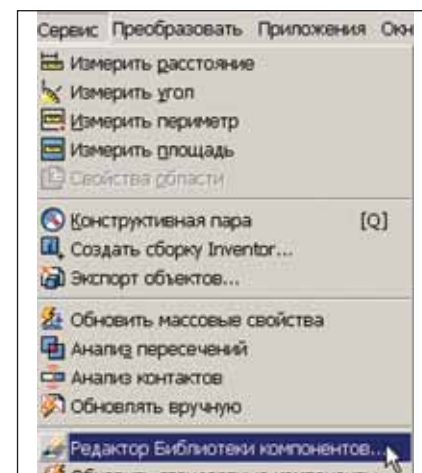 Сервис Преобразовать Приложения Окн
Измерить расстояние
Измерить угол
Измерить периметр
Измерить площадь
Свойства области
Конструктивная пара [Q]
Создать сборку Inventor...
Экспорт объектов...
Обновить массовые свойства
Анализ пересечений
Анализ контактов
Обновлять вручную
Редактор Библиотеки компонентов...